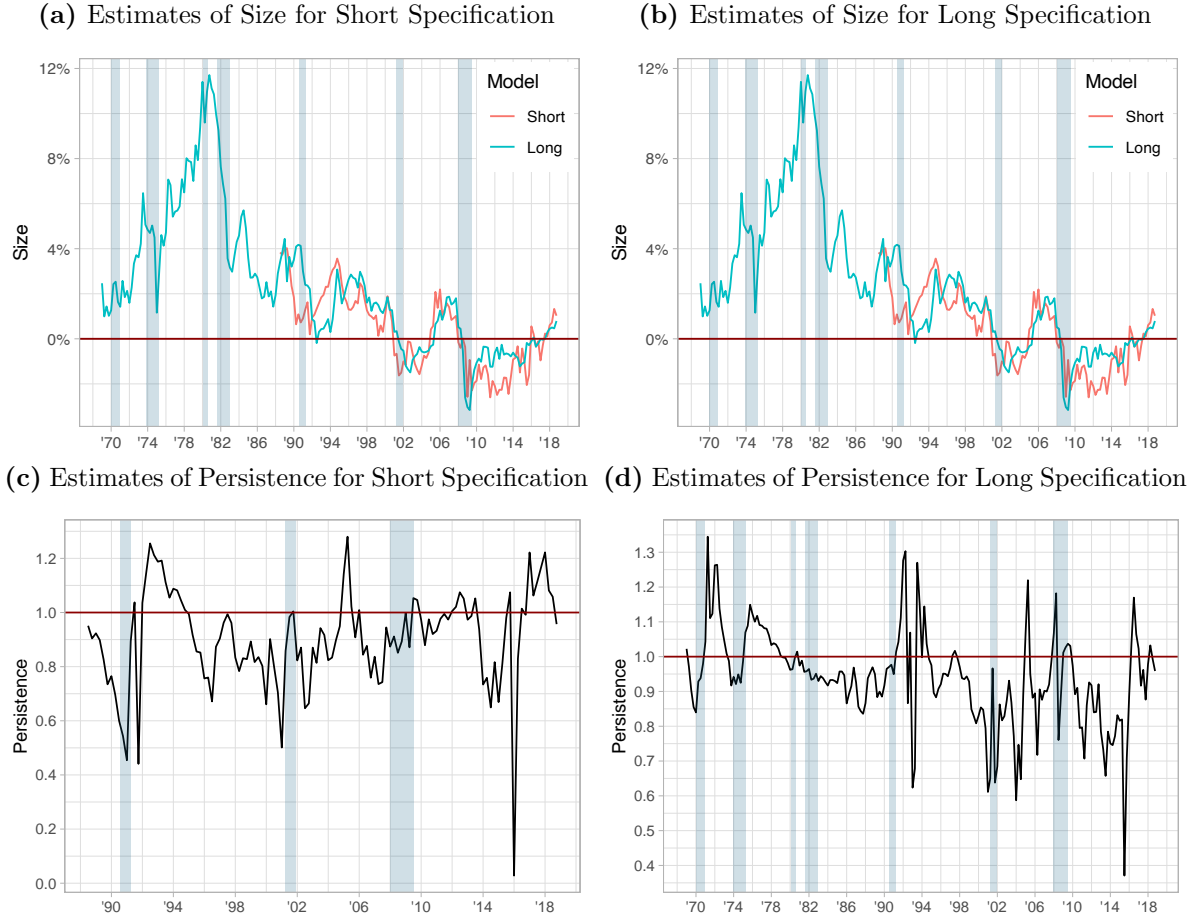 (a) Estimates of Size for Short Specification
(b) Estimates of Size for Long Specification
12%
8%
4%
0%
Size
Model
Short
Long
'70 '74 '78 '82 '86 '90 '94 '98 '02 '06 '10 '14 '18
12%
8%
4%
0%
Size
Model
Short
Long
'70 '74 '78 '82 '86 '90 '94 '98 '02 '06 '10 '14 '18
(c) Estimates of Persistence for Short Specification
(d) Estimates of Persistence for Long Specification
1.2
1.0
0.8
0.6
0.4
0.2
0.0
Persistence
'90 '94 '98 '02 '06 '10 '14 '18
1.3
1.2
1.1
1.0
0.9
0.8
0.7
0.6
0.5
0.4
Persistence
'70 '74 '78 '82 '86 '90 '94 '98 '02 '06 '10 '14 '18